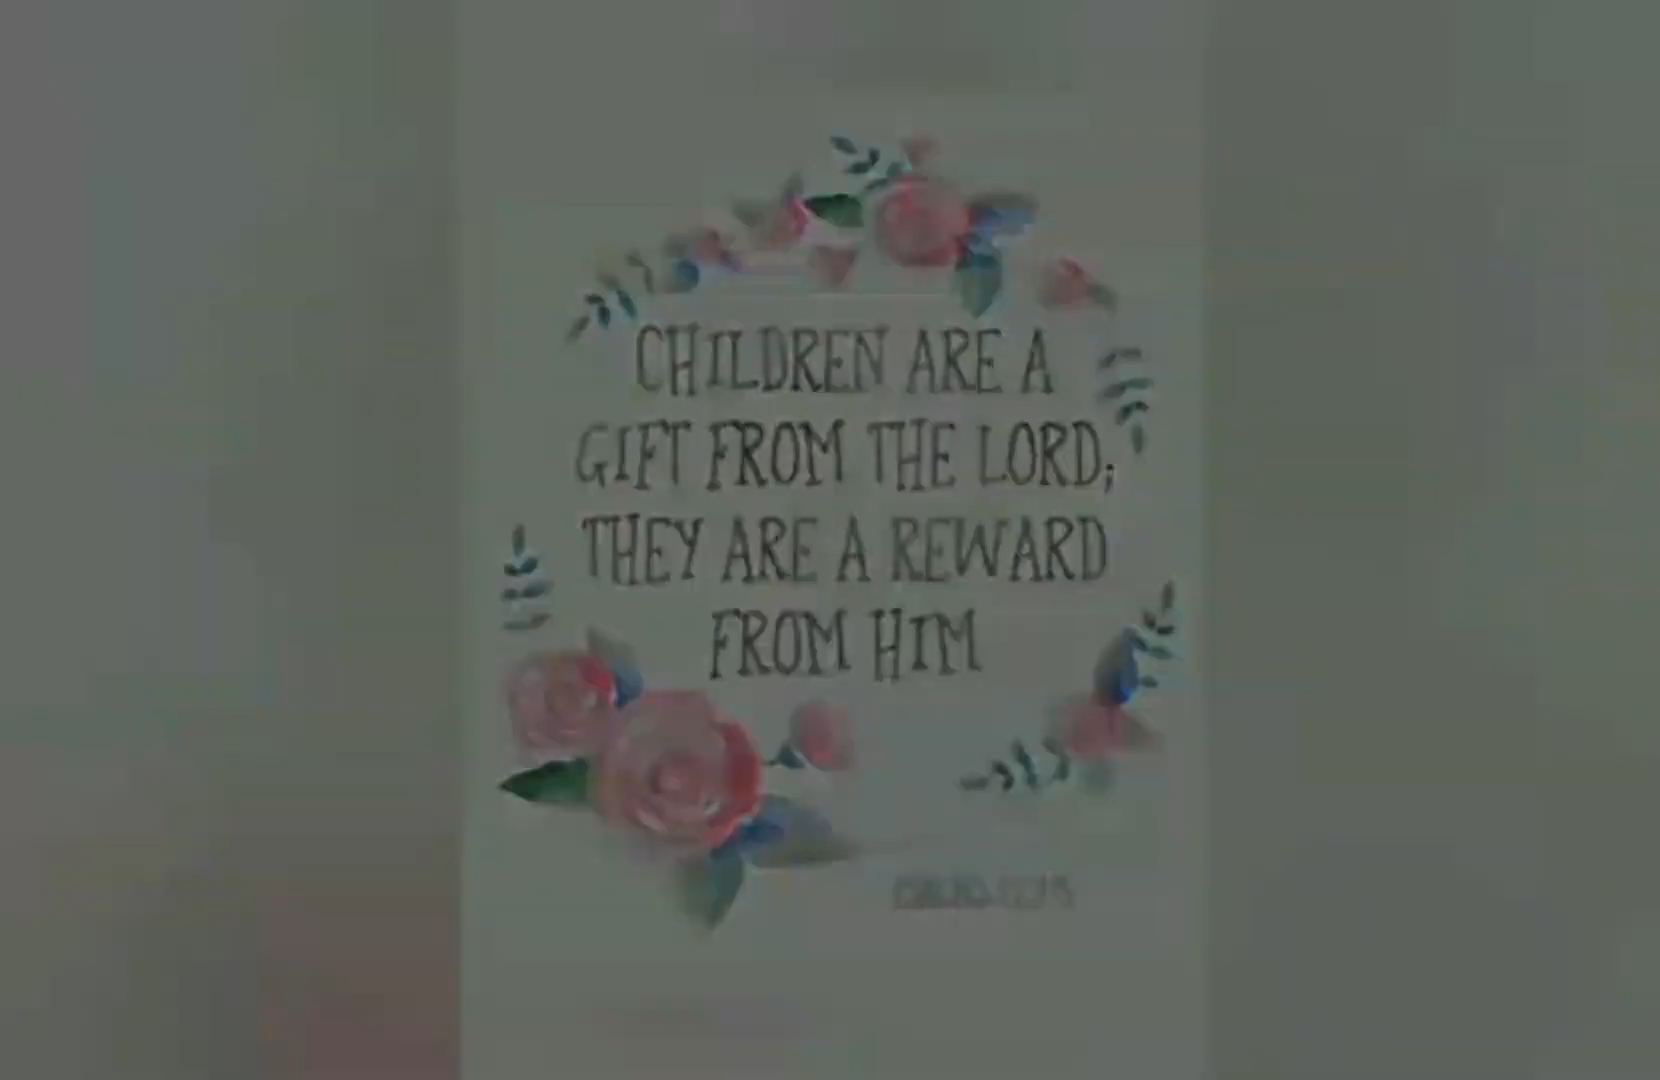 CHILDREN ARE A
GIFT FROM THE LORD;
THEY ARE A REWARD
FROM HIM